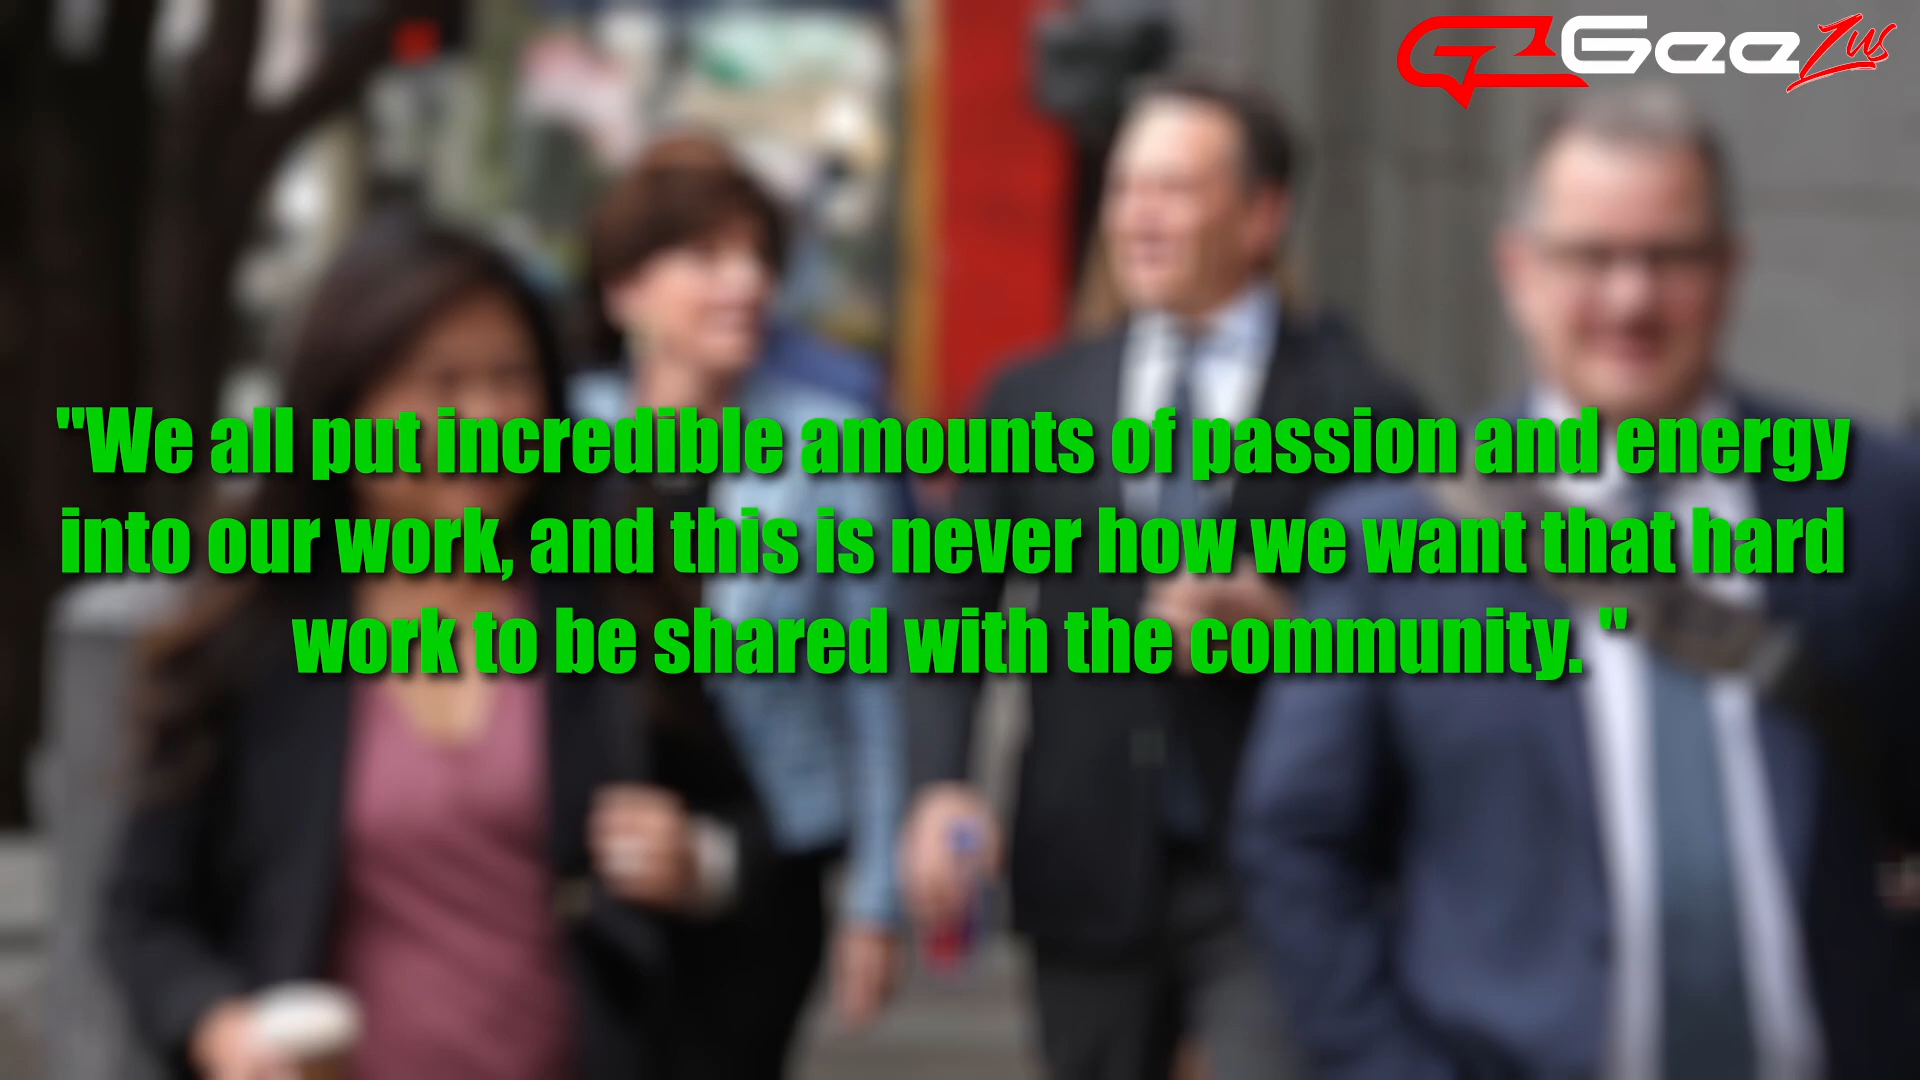 GeeZus
"We all put incredible amounts of passion and energy
into our work, and this is never how we want that hard
work to be shared with the community. "